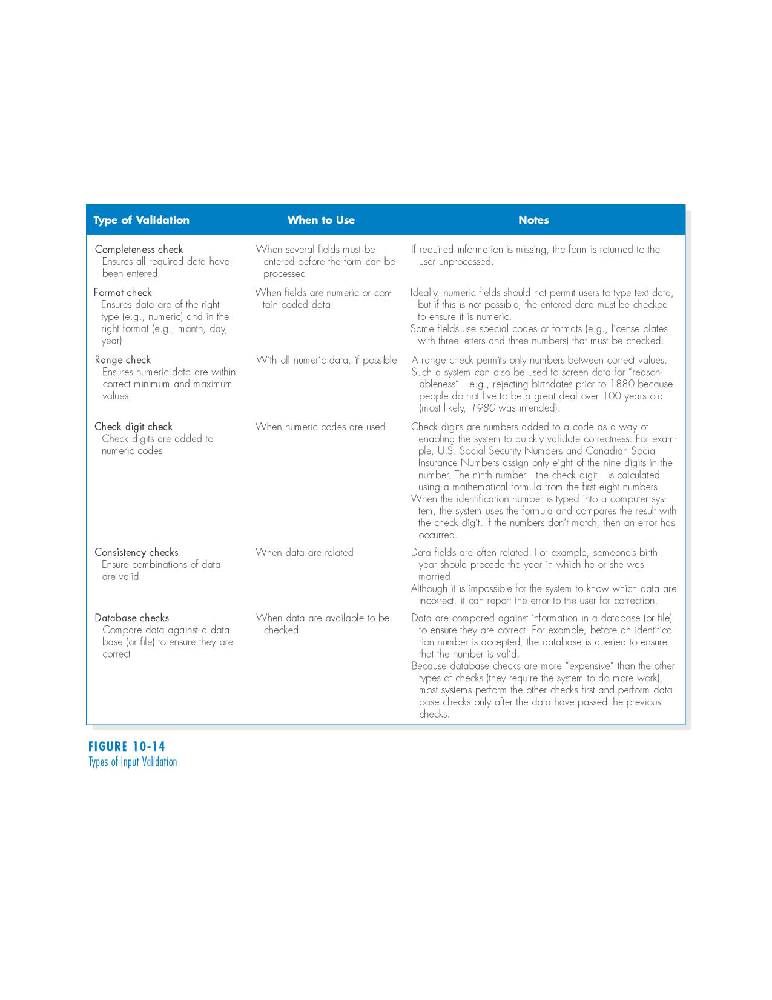 Type of Validation When to Use Notes
Completeness check
Ensures all required data have
been entered
When several fields must be
entered before the form can be
processed
If required information is missing, the form is returned to the
user unprocessed.
Format check
Ensures data are of the right
type (e.g., numeric) and in the
right format (e.g., month, day,
year)
When fields are numeric or con-
tain coded data
Ideally, numeric fields should not permit users to type text data,
but if this is not possible, the entered data must be checked
to ensure it is numeric.
Some fields use special codes or formats (e.g., license plates
with three letters and three numbers) that must be checked.
Range check
Ensures numeric data are within
correct minimum and maximum
values
With all numeric data, if possible
A range check permits only numbers between correct values.
Such a system can also be used to screen data for “reason-
ableness”—e.g., rejecting birthdates prior to 1880 because
people do not live to be a great deal over 100 years old
(most likely, 1980 was intended).
Check digit check
Check digits are added to
numeric codes
When numeric codes are used
Check digits are numbers added to a code as a way of
enabling the system to quickly validate correctness. For exam-
ple, U.S. Social Security Numbers and Canadian Social
Insurance Numbers assign only eight of the nine digits in the
number. The ninth number—the check digit—is calculated
using a mathematical formula from the first eight numbers.
When the identification number is typed into a computer sys-
tem, the system uses the formula and compares the result with
the check digit. If the numbers don’t match, then an error has
occurred.
Consistency checks
Ensure combinations of data
are valid
When data are related
Data fields are often related. For example, someone’s birth
year should precede the year in which he or she was
married.
Although it is impossible for the system to know which data are
incorrect, it can report the error to the user for correction.
Database checks
Compare data against a data-
base (or file) to ensure they are
correct
When data are available to be
checked
Data are compared against information in a database (or file)
to ensure they are correct. For example, before an identifica-
tion number is accepted, the database is queried to ensure
that the number is valid.
Because database checks are more “expensive” than the other
types of checks (they require the system to do more work),
most systems perform the other checks first and perform data-
base checks only after the data have passed the previous
checks.
FIGURE 10-14
Types of Input Validation